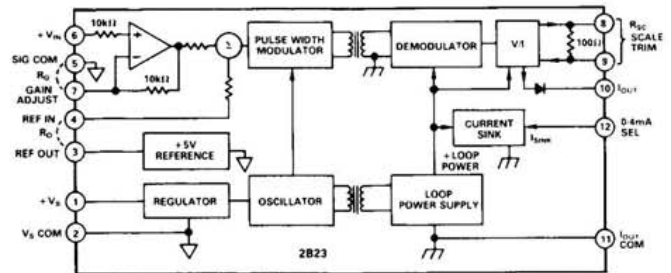 + V_IN 6 10kΩ + − Σ PULSE WIDTH MODULATOR DEMODULATOR V/I 8 R_SC SCALE TRIM
100Ω
SIG COM 5
R_G
GAIN ADJUST 7 10kΩ
9
REF IN 4
R_O
10 I_OUT
CURRENT SINK I_SINK 12 0-4mA SEL
REF OUT 3 +5V REFERENCE
+ LOOP POWER
+ V_S 1 REGULATOR OSCILLATOR LOOP POWER SUPPLY
V_S COM 2
2B23
11 I_OUT COM